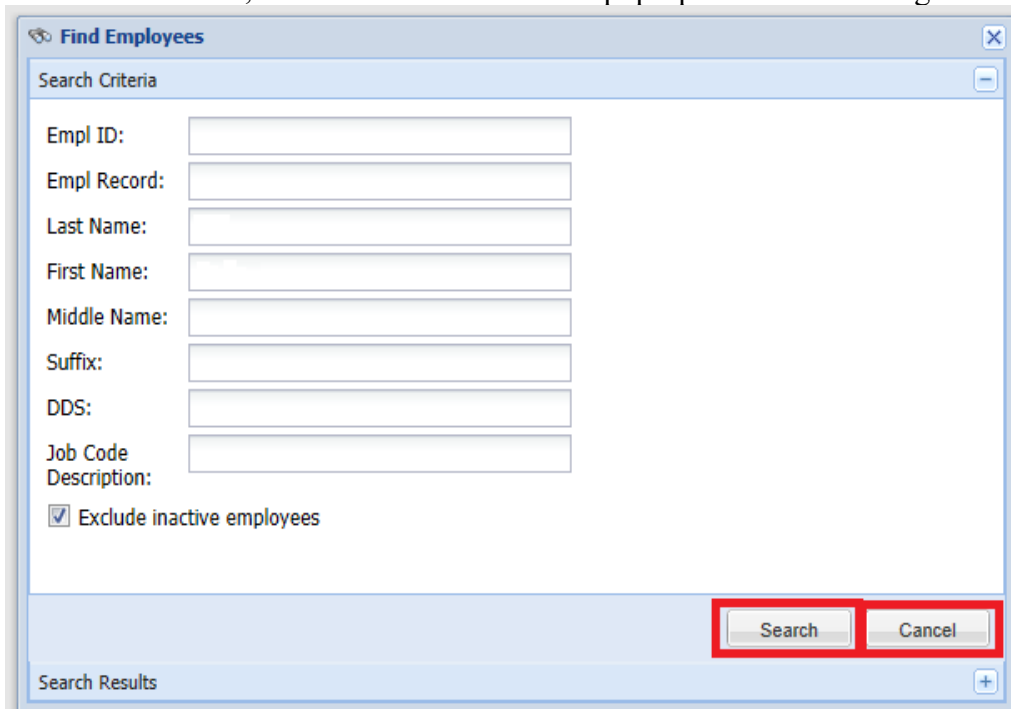 Find Employees
Search Criteria
Empl ID:
Empl Record:
Last Name:
First Name:
Middle Name:
Suffix:
DDS:
Job Code
Description:
Exclude inactive employees
Search Cancel
Search Results